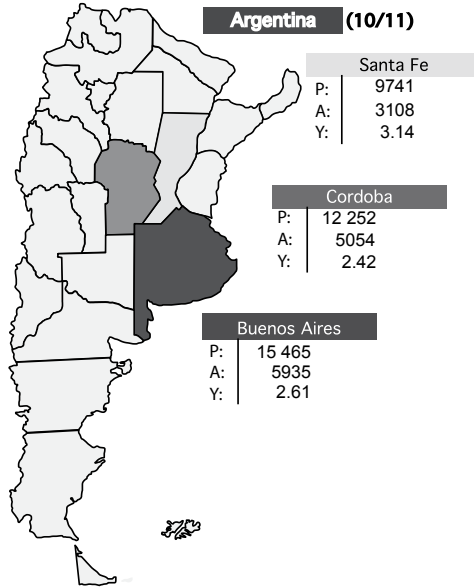 Argentina (10/11)
Santa Fe
P: 9741
A: 3108
Y: 3.14
Cordoba
P: 12 252
A: 5054
Y: 2.42
Buenos Aires
P: 15 465
A: 5935
Y: 2.61